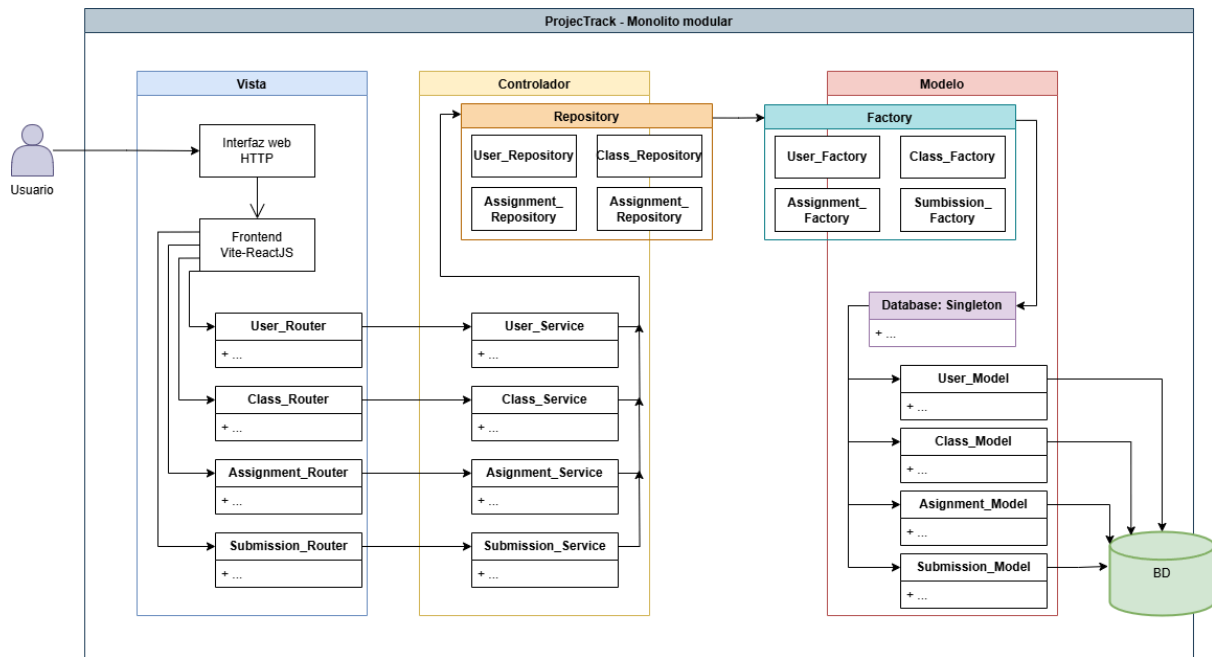 ProjecTrack - Monolito modular
Vista
Controlador
Modelo
Repository
Factory
Usuario
Interfaz web
HTTP
User_Repository
Class_Repository
User_Factory
Class_Factory
Assignment_
Repository
Assignment_
Repository
Assignment_
Factory
Sumbission_
Factory
Frontend
Vite-ReactJS
Database: Singleton
+ ...
User_Router
+ ...
User_Service
+ ...
User_Model
+ ...
Class_Router
+ ...
Class_Service
+ ...
Class_Model
+ ...
Assignment_Router
+ ...
Asignment_Service
+ ...
Asignment_Model
+ ...
Submission_Router
+ ...
Submission_Service
+ ...
Submission_Model
+ ...
BD